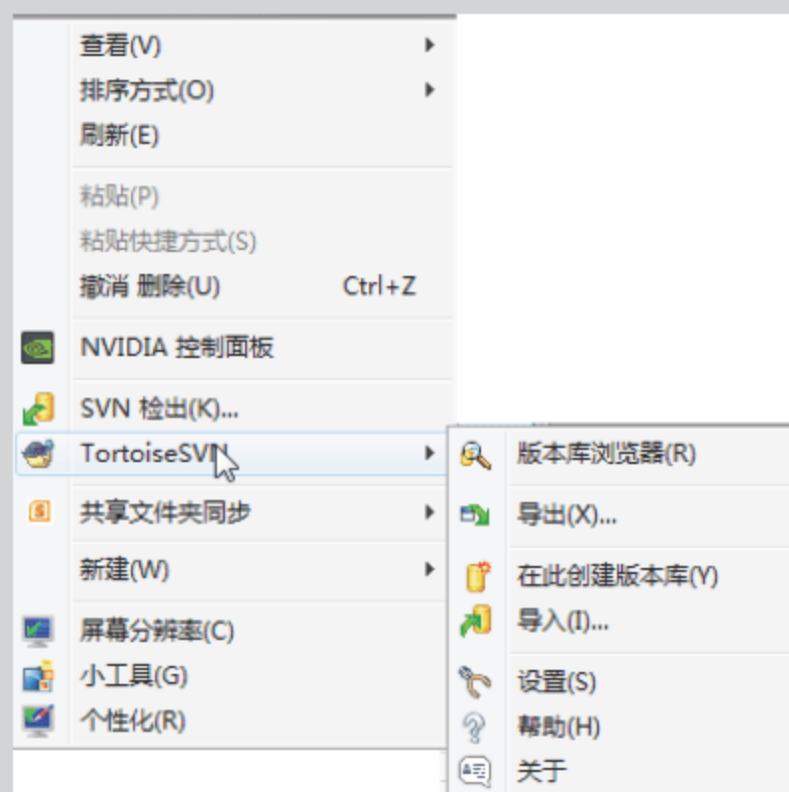 查看(V)
排序方式(O)
刷新(E)
粘贴(P)
粘贴快捷方式(S)
撤消 删除(U) Ctrl+Z
NVIDIA 控制面板
SVN 检出(K)...
TortoiseSVN
共享文件夹同步
新建(W)
屏幕分辨率(C)
小工具(G)
个性化(R)
版本库浏览器(R)
导出(X)...
在此创建版本库(Y)
导入(I)...
设置(S)
帮助(H)
关于